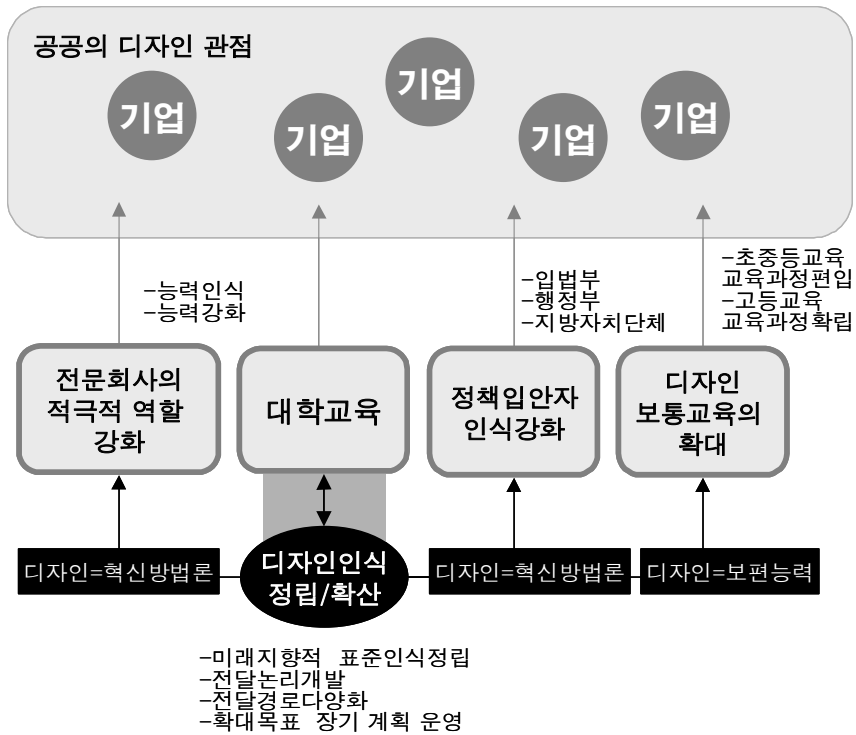 공공의 디자인 관점
기업
기업
기업
기업
기업
-능력인식
-능력강화
-입법부
-행정부
-지방자치단체
-초중등교육
교육과정편입
-고등교육
교육과정확립
전문회사의
적극적 역할
강화
대학교육
정책입안자
인식강화
디자인
보통교육의
확대
디자인=혁신방법론
디자인인식
정립/확산
디자인=혁신방법론
디자인=보편능력
-미래지향적 표준인식정립
-전달논리개발
-전달경로다양화
-확대목표 장기 계획 운영